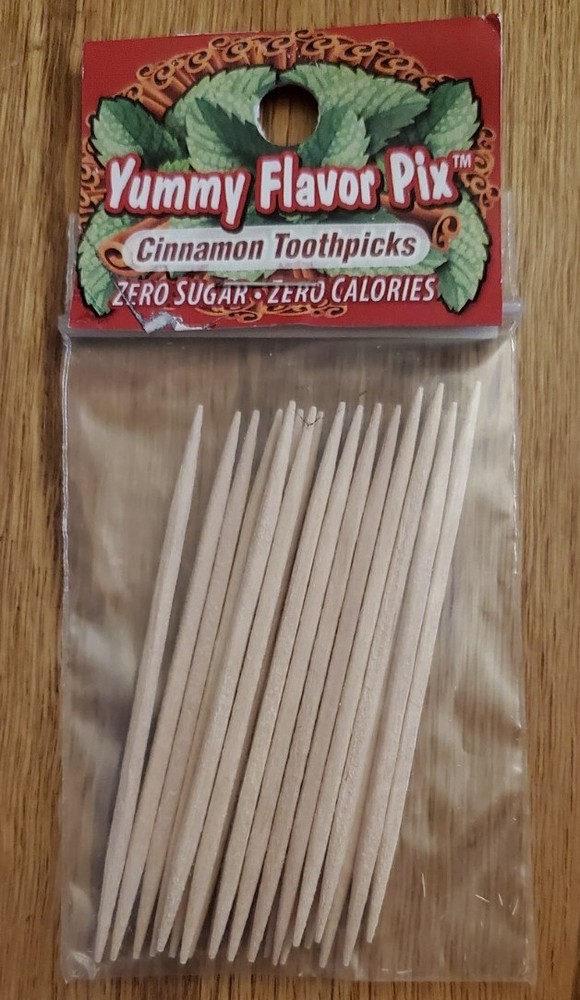 Yummy Flavor Pix™
Cinnamon Toothpicks
ZERO SUGAR • ZERO CALORIES